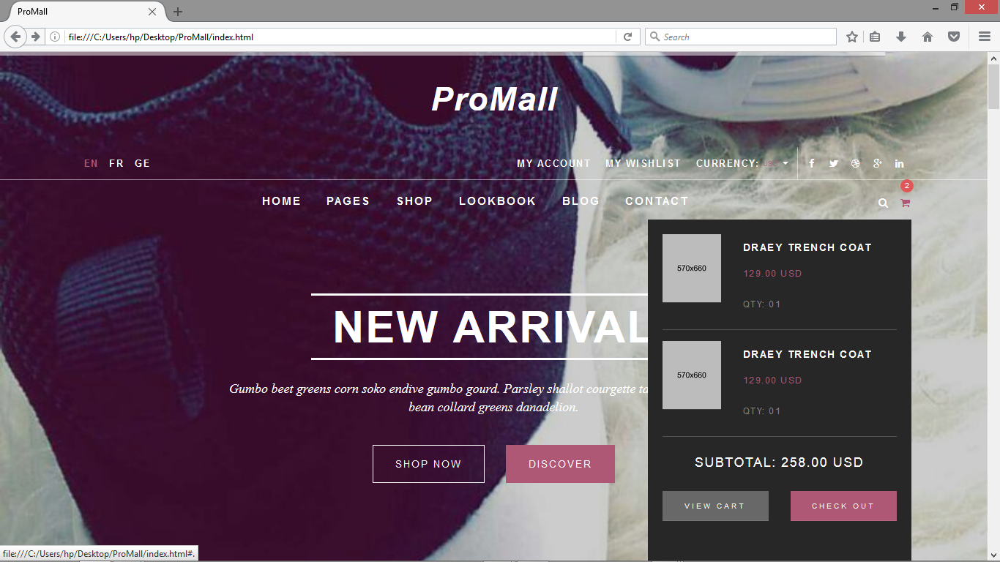 ProMall
file:///C:/Users/hp/Desktop/ProMall/index.html
Search
ProMall
EN FR GE
MY ACCOUNT MY WISHLIST CURRENCY:
2
HOME PAGES SHOP LOOKBOOK BLOG CONTACT
570x660
DRAEY TRENCH COAT
129.00 USD
QTY: 01
NEW ARRIVAL
570x660
DRAEY TRENCH COAT
129.00 USD
QTY: 01
Gumbo beet greens corn soko endive gumbo gourd. Parsley shallot courgette
bean collard greens danadelion.
SHOP NOW DISCOVER
SUBTOTAL: 258.00 USD
VIEW CART CHECK OUT
file:///C:/Users/hp/Desktop/ProMall/index.html#.